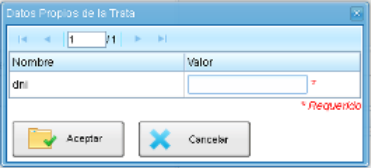 Datos Propios de la Trata
1 /1
Nombre Valor
dni *
* Requerido
Aceptar Cancelar